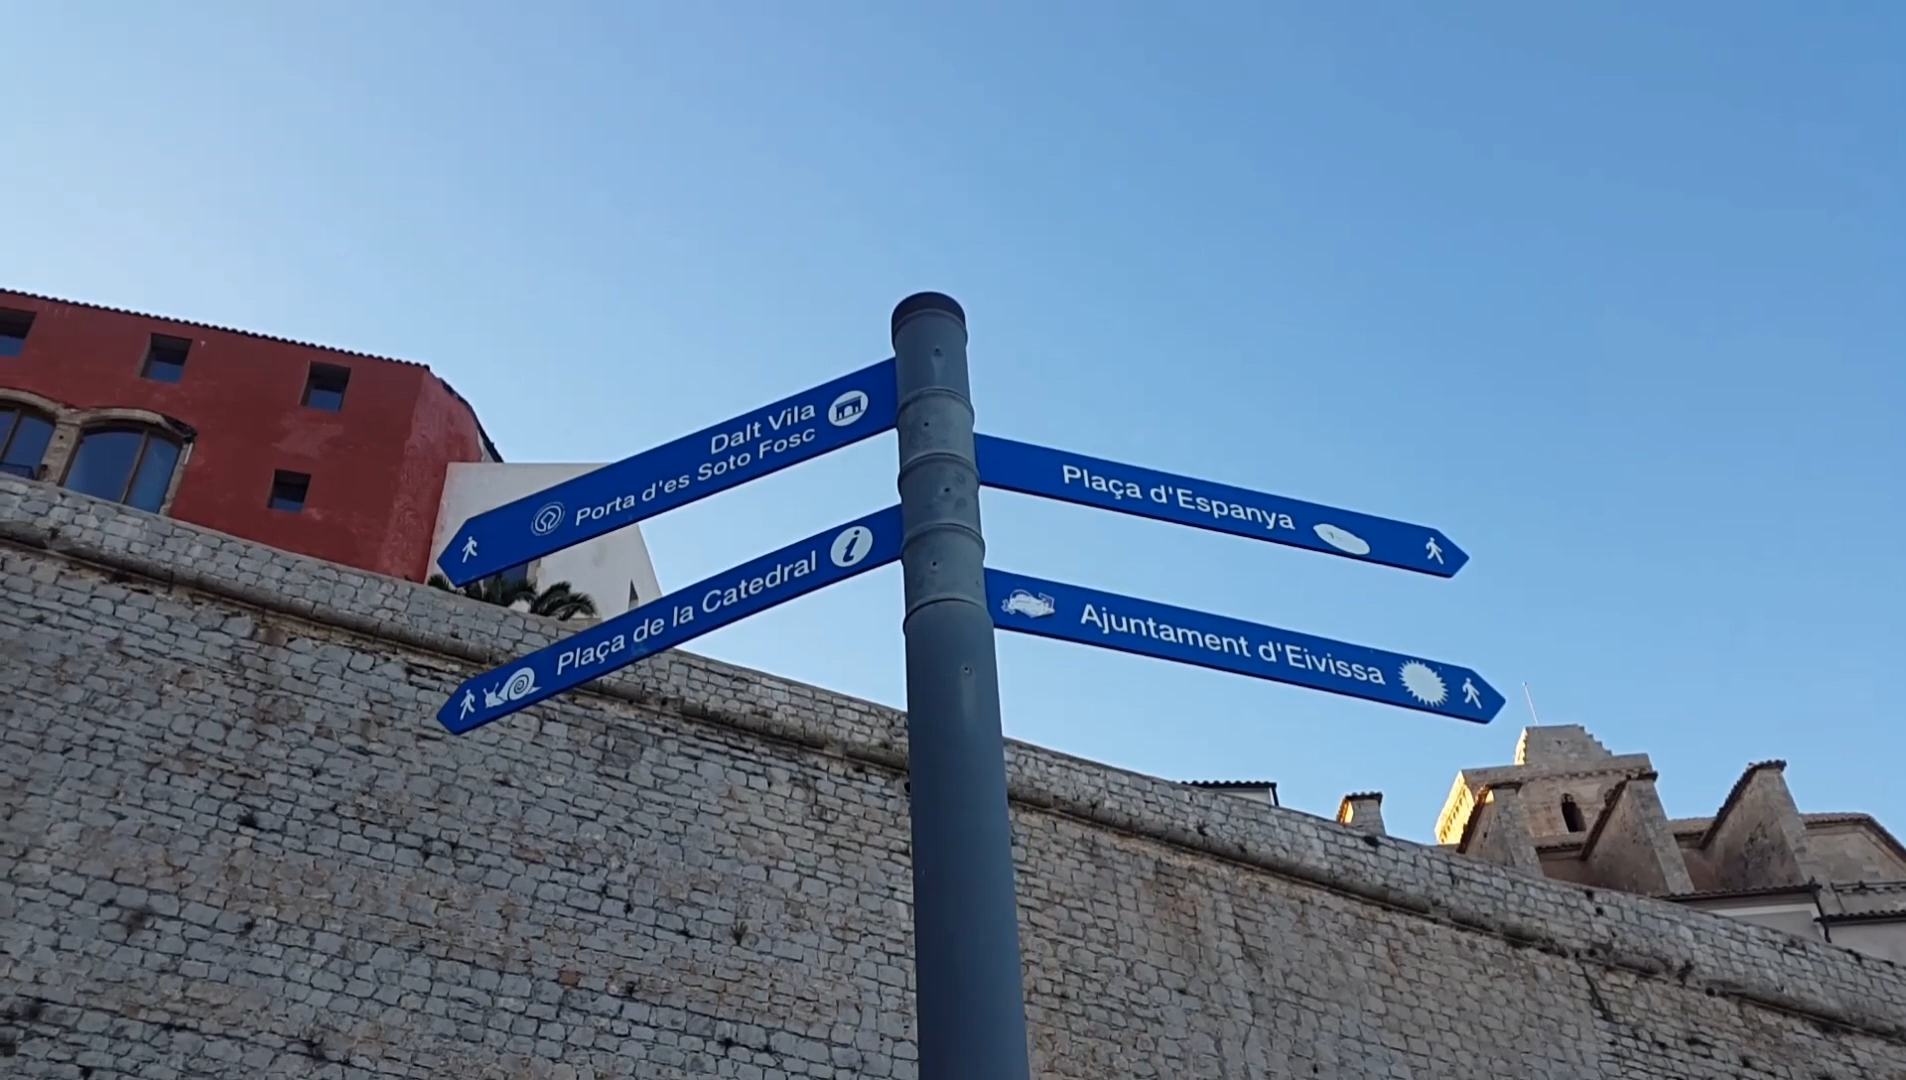 Dalt Vila
Porta d'es Soto Fosc
Plaça de la Catedral
i
Plaça d'Espanya
Ajuntament d'Eivissa